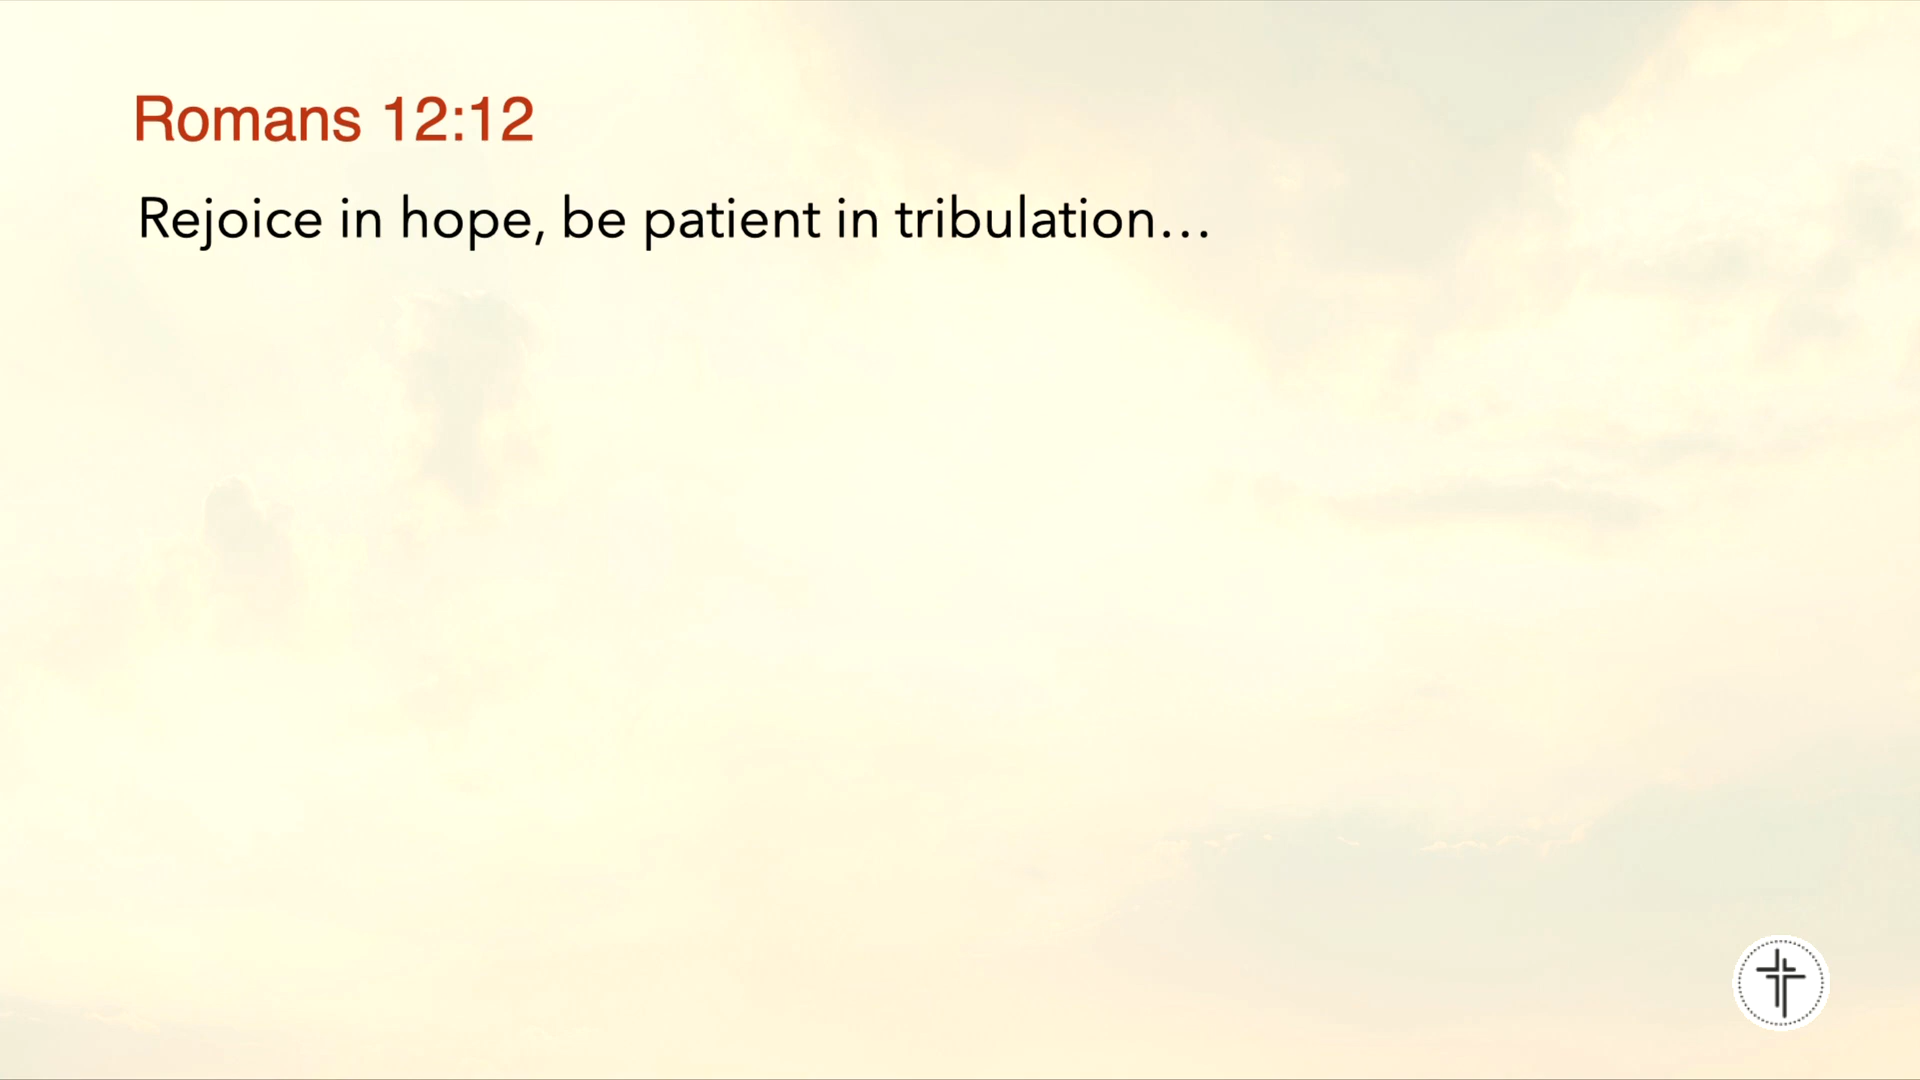 Romans 12:12
Rejoice in hope, be patient in tribulation…